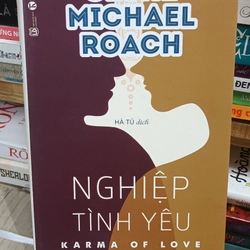 MICHAEL
ROACH
HÀ TÚ dịch
NGHIỆP
TÌNH YÊU
KARMA OF LOVE